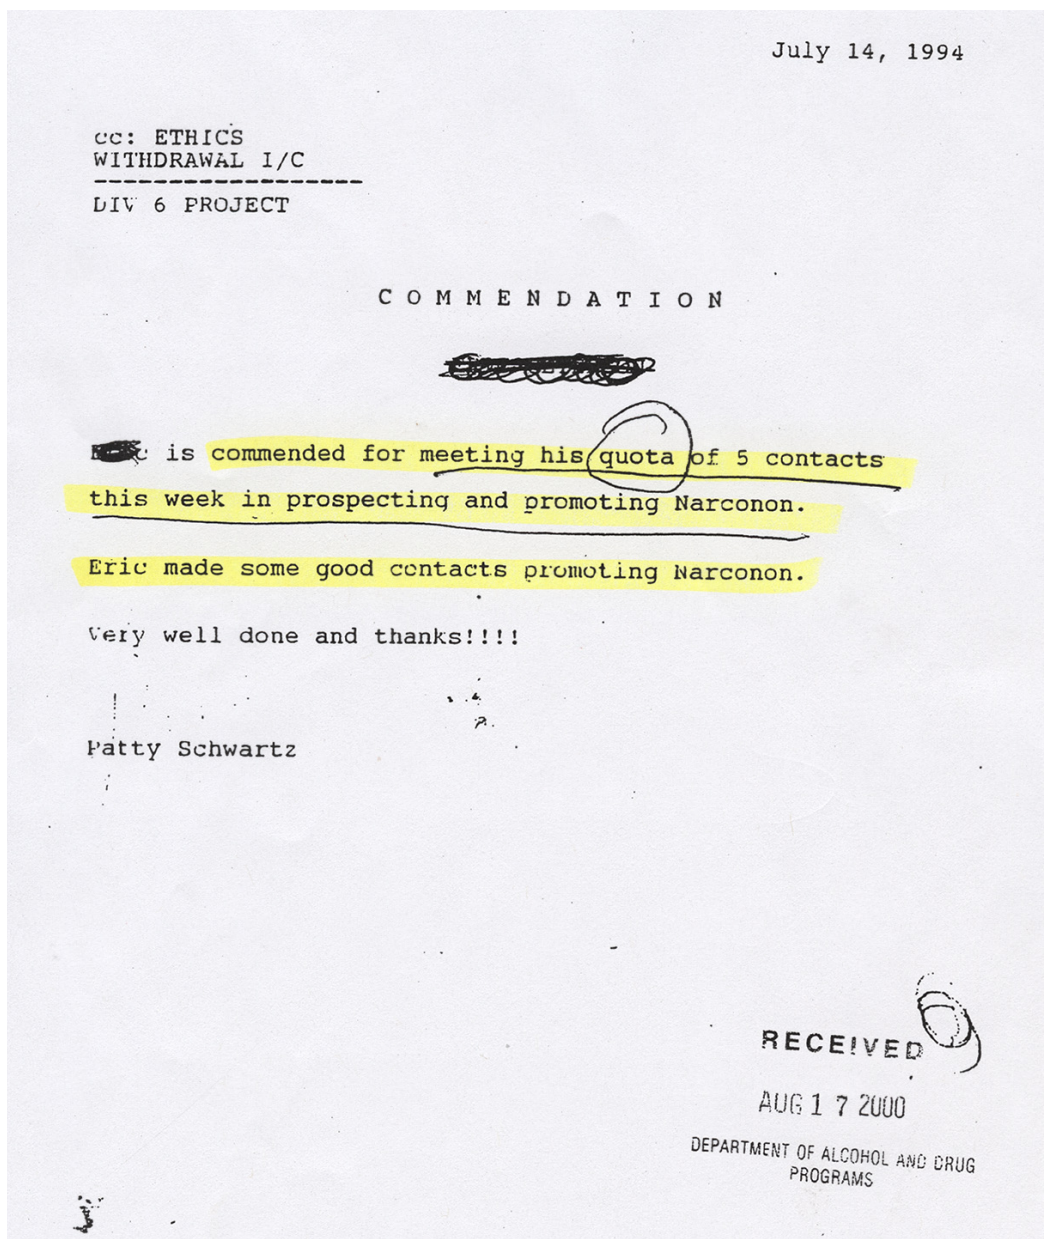 July 14, 1994
cc: ETHICS
WITHDRAWAL I/C
-------------------
DIV 6 PROJECT
C O M M E N D A T I O N
is commended for meeting his quota of 5 contacts
this week in prospecting and promoting Narconon.
Eric made some good contacts promoting Narconon.
Very well done and thanks!!!!
Patty Schwartz
RECEIVED
AUG 17 2000
DEPARTMENT OF ALCOHOL AND DRUG
PROGRAMS